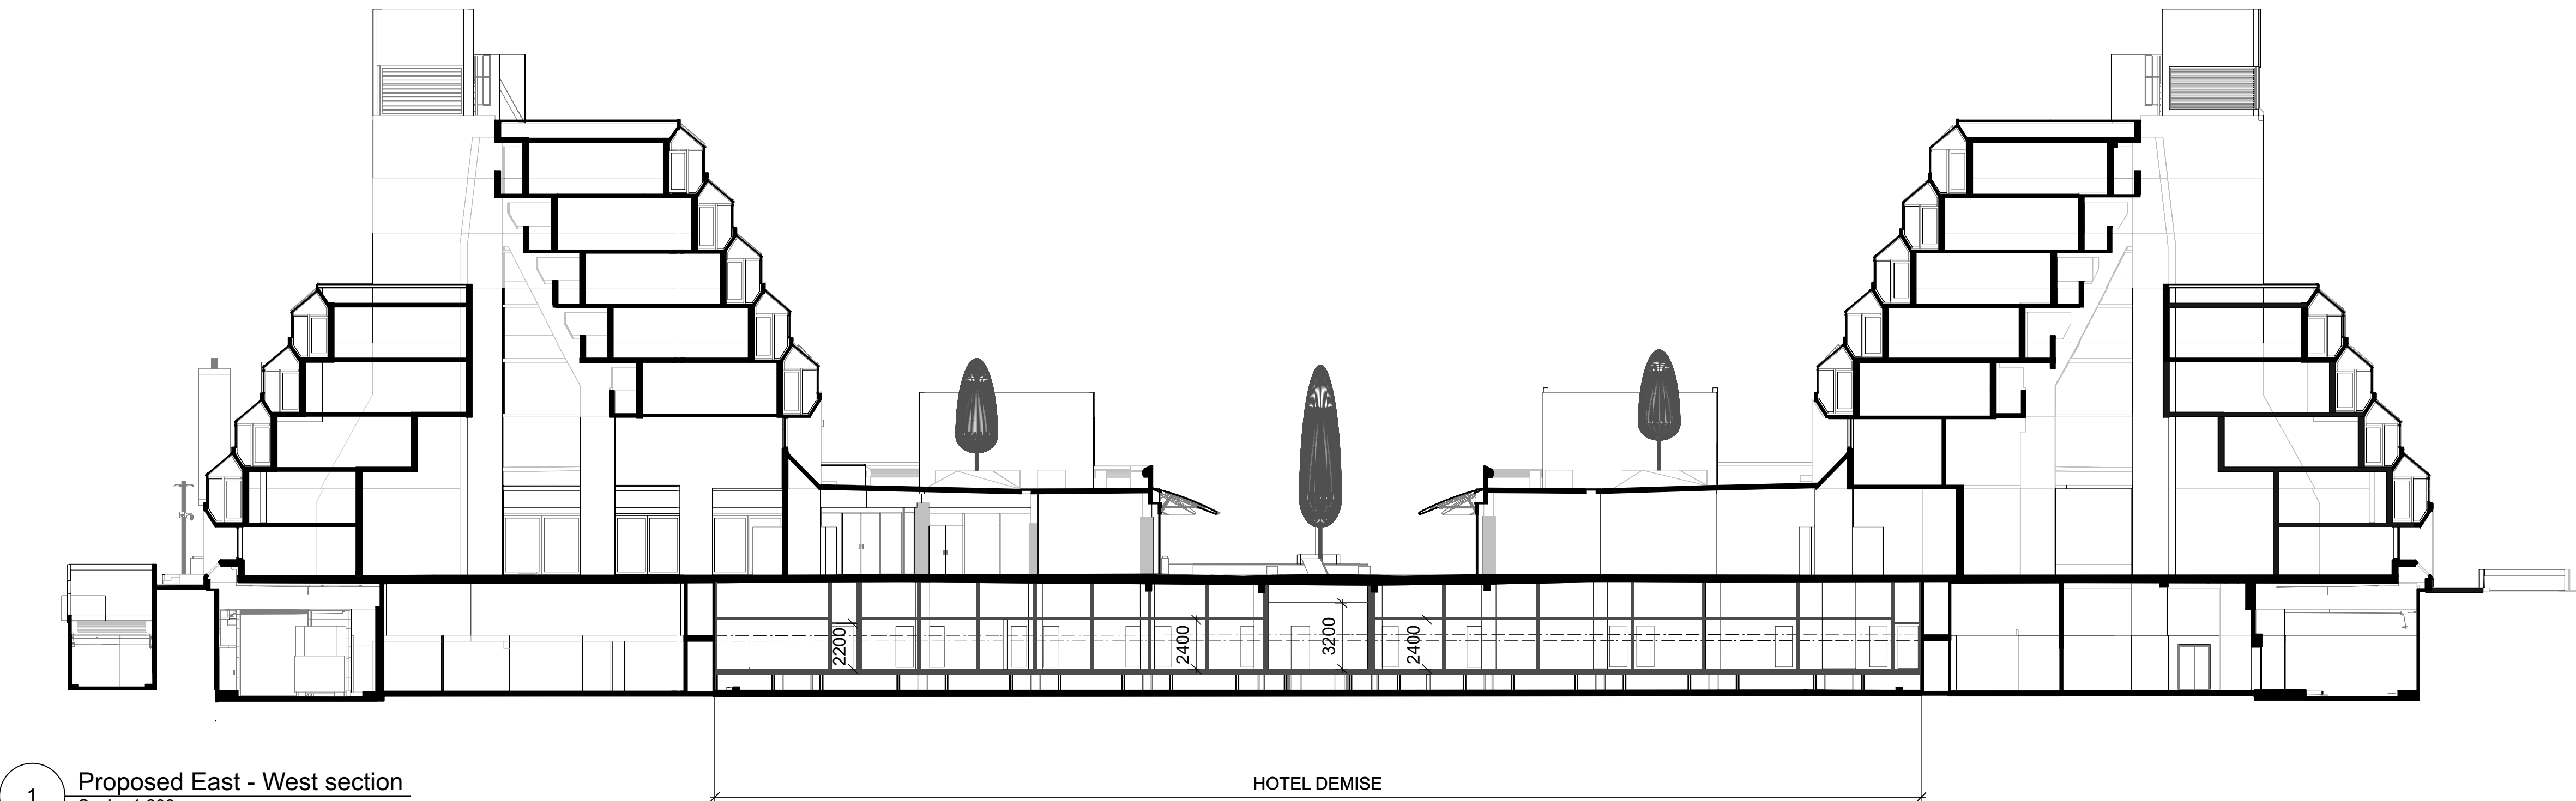 2200
2400
3200
2400
HOTEL DEMISE
1
Proposed East - West section